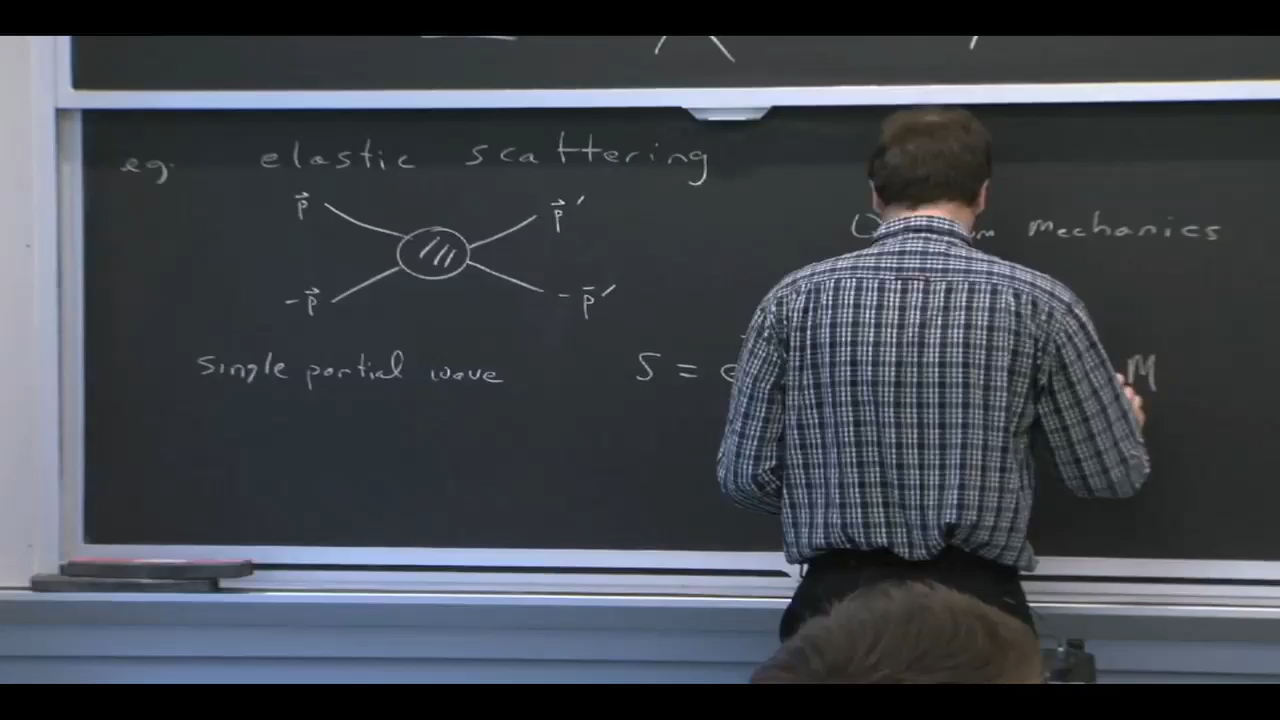 eg. elastic scattering
p⃗ p⃗′
mechanics
-p⃗ -p⃗′
single partial wave S = M